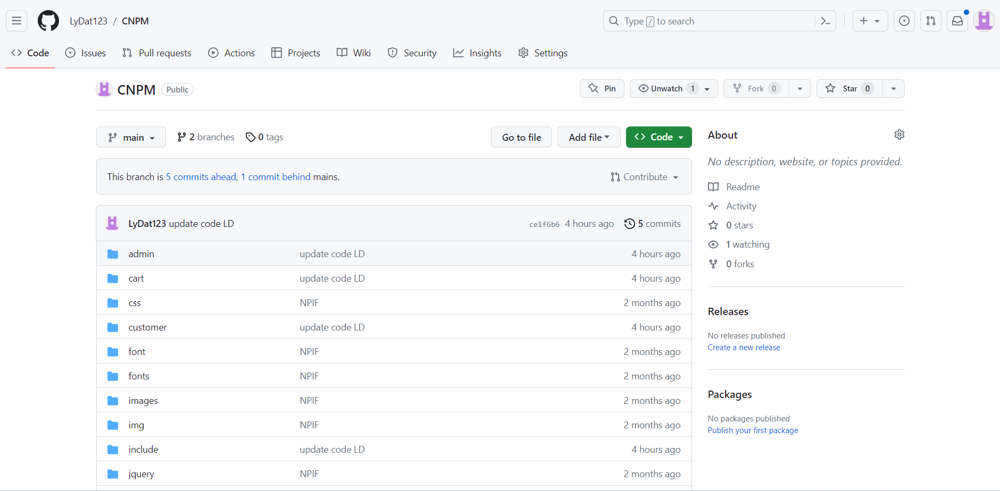 LyDat123 / CNPM
Type / to search
Code Issues Pull requests Actions Projects Wiki Security Insights Settings
CNPM Public
Pin Unwatch 1 Fork 0 Star 0
main 2 branches 0 tags Go to file Add file Code
This branch is 5 commits ahead, 1 commit behind mains. Contribute
LyDat123 update code LD ce1f6b6 4 hours ago 5 commits
admin update code LD 4 hours ago
cart update code LD 4 hours ago
css NPIF 2 months ago
customer update code LD 4 hours ago
font NPIF 2 months ago
fonts NPIF 2 months ago
images NPIF 2 months ago
img NPIF 2 months ago
include update code LD 4 hours ago
jquery NPIF 2 months ago
About
No description, website, or topics provided.
Readme
Activity
0 stars
1 watching
0 forks
Releases
No releases published
Create a new release
Packages
No packages published
Publish your first package